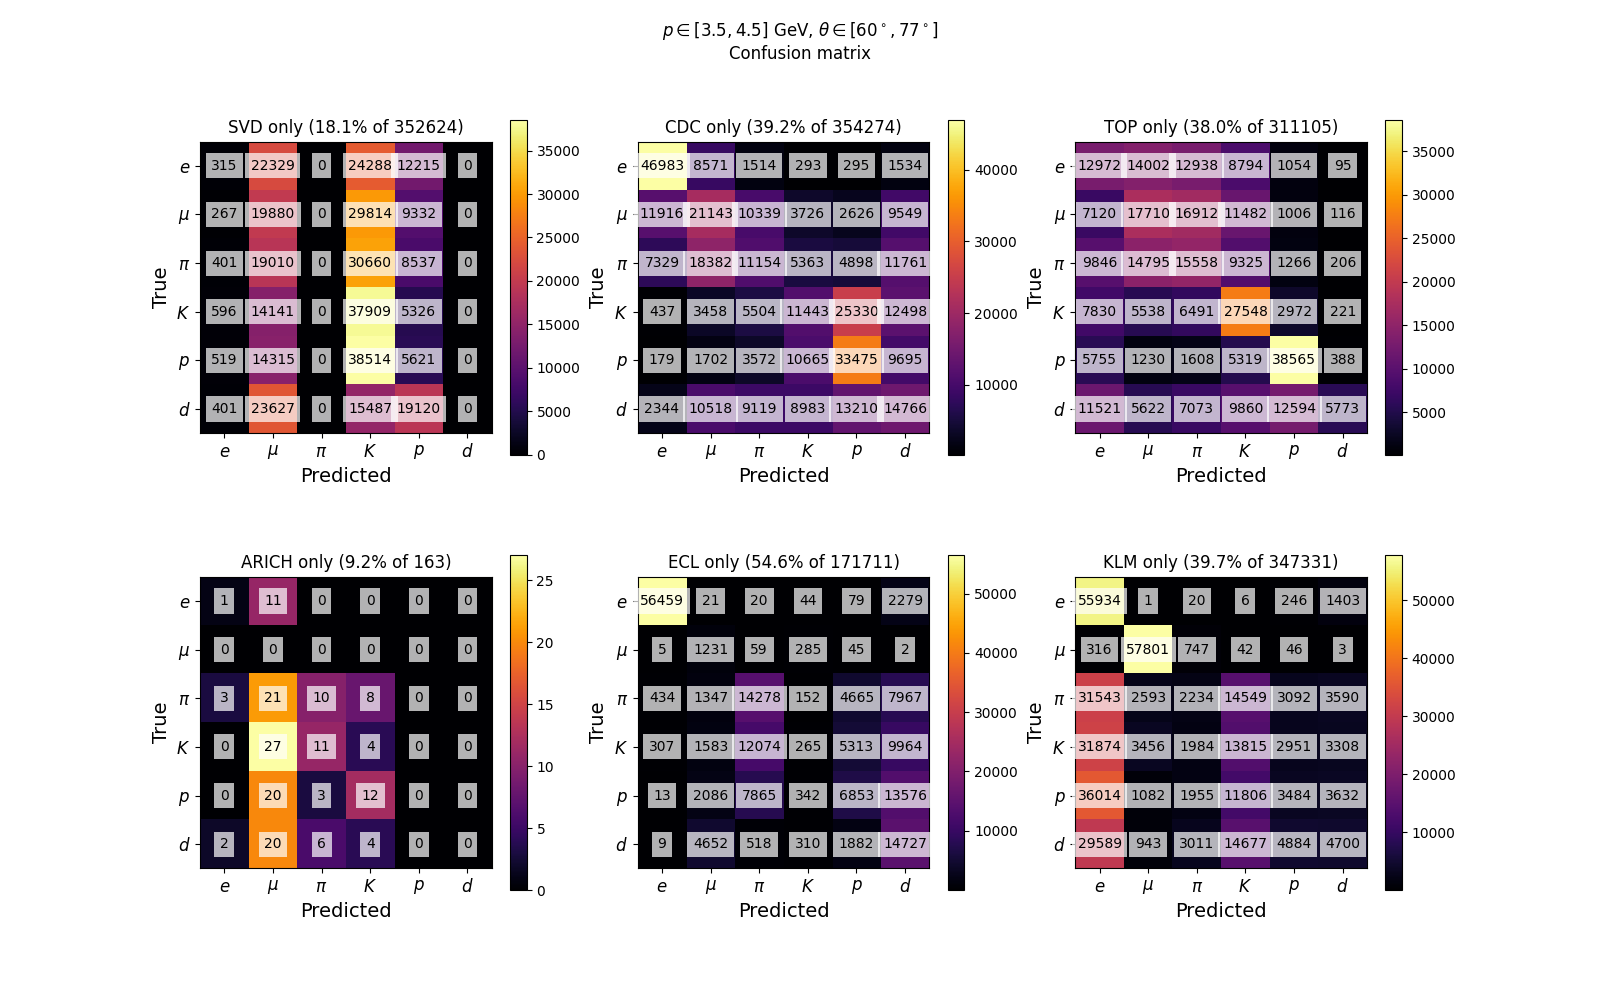 p ∈ [3.5, 4.5] GeV, θ ∈ [60°, 77°]
Confusion matrix
SVD only (18.1% of 352624)
True
e 315 22329 0 24288 12215 0
μ 267 19880 0 29814 9332 0
π 401 19010 0 30660 8537 0
K 596 14141 0 37909 5326 0
p 519 14315 0 38514 5621 0
d 401 23627 0 15487 19120 0
e μ π K p d
Predicted
35000
30000
25000
20000
15000
10000
5000
0
CDC only (39.2% of 354274)
True
e 46983 8571 1514 293 295 1534
μ 11916 21143 10339 3726 2626 9549
π 7329 18382 11154 5363 4898 11761
K 437 3458 5504 11443 25330 12498
p 179 1702 3572 10665 33475 9695
d 2344 10518 9119 8983 13210 14766
e μ π K p d
Predicted
40000
30000
20000
10000
TOP only (38.0% of 311105)
True
e 12972 14002 12938 8794 1054 95
μ 7120 17710 16912 11482 1006 116
π 9846 14795 15558 9325 1266 206
K 7830 5538 6491 27548 2972 221
p 5755 1230 1608 5319 38565 388
d 11521 5622 7073 9860 12594 5773
e μ π K p d
Predicted
35000
30000
25000
20000
15000
10000
5000
ARICH only (9.2% of 163)
True
e 1 11 0 0 0 0
μ 0 0 0 0 0 0
π 3 21 10 8 0 0
K 0 27 11 4 0 0
p 0 20 3 12 0 0
d 2 20 6 4 0 0
e μ π K p d
Predicted
25
20
15
10
5
0
ECL only (54.6% of 171711)
True
e 56459 21 20 44 79 2279
μ 5 1231 59 285 45 2
π 434 1347 14278 152 4665 7967
K 307 1583 12074 265 5313 9964
p 13 2086 7865 342 6853 13576
d 9 4652 518 310 1882 14727
e μ π K p d
Predicted
50000
40000
30000
20000
10000
KLM only (39.7% of 347331)
True
e 55934 1 20 6 246 1403
μ 316 57801 747 42 46 3
π 31543 2593 2234 14549 3092 3590
K 31874 3456 1984 13815 2951 3308
p 36014 1082 1955 11806 3484 3632
d 29589 943 3011 14677 4884 4700
e μ π K p d
Predicted
50000
40000
30000
20000
10000